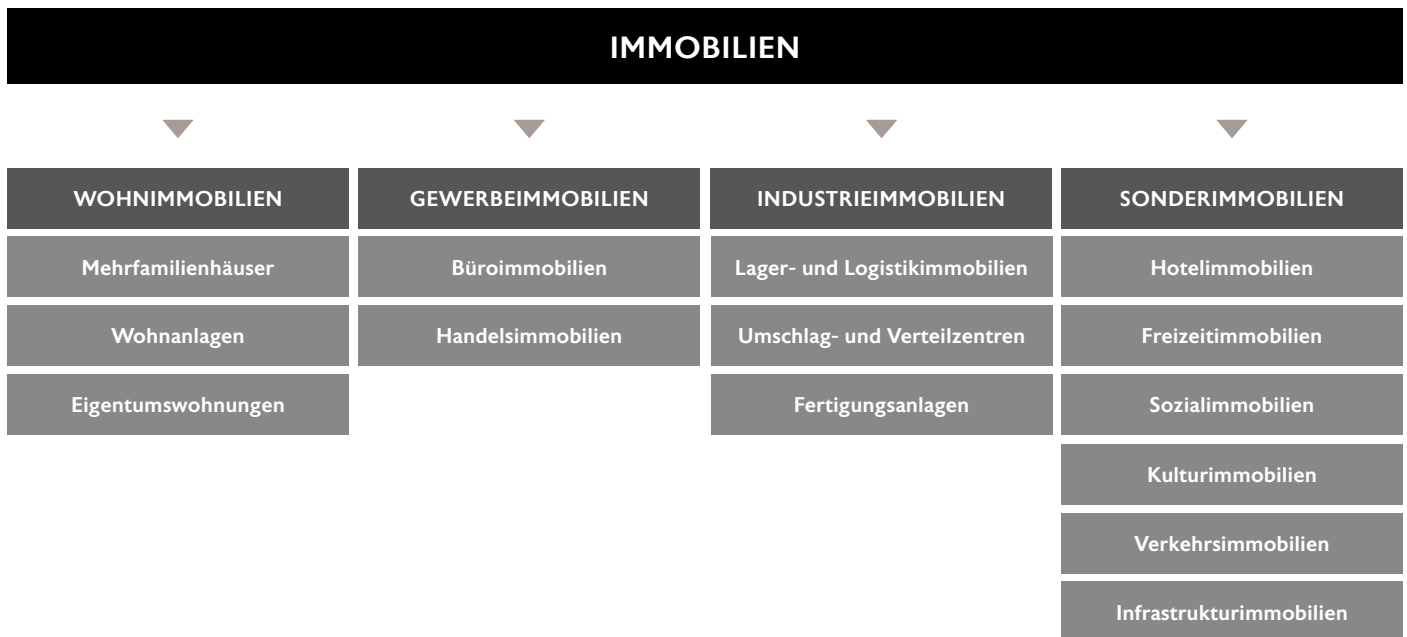 IMMOBILIEN
WOHNIMMOBILIEN
Mehrfamilienhäuser
Wohnanlagen
Eigentumswohnungen
GEWERBEIMMOBILIEN
Büroimmobilien
Handelsimmobilien
INDUSTRIEIMMOBILIEN
Lager- und Logistikimmobilien
Umschlag- und Verteilzentren
Fertigungsanlagen
SONDERIMMOBILIEN
Hotelimmobilien
Freizeitimmobilien
Sozialimmobilien
Kulturimmobilien
Verkehrsimmobilien
Infrastrukturimmobilien